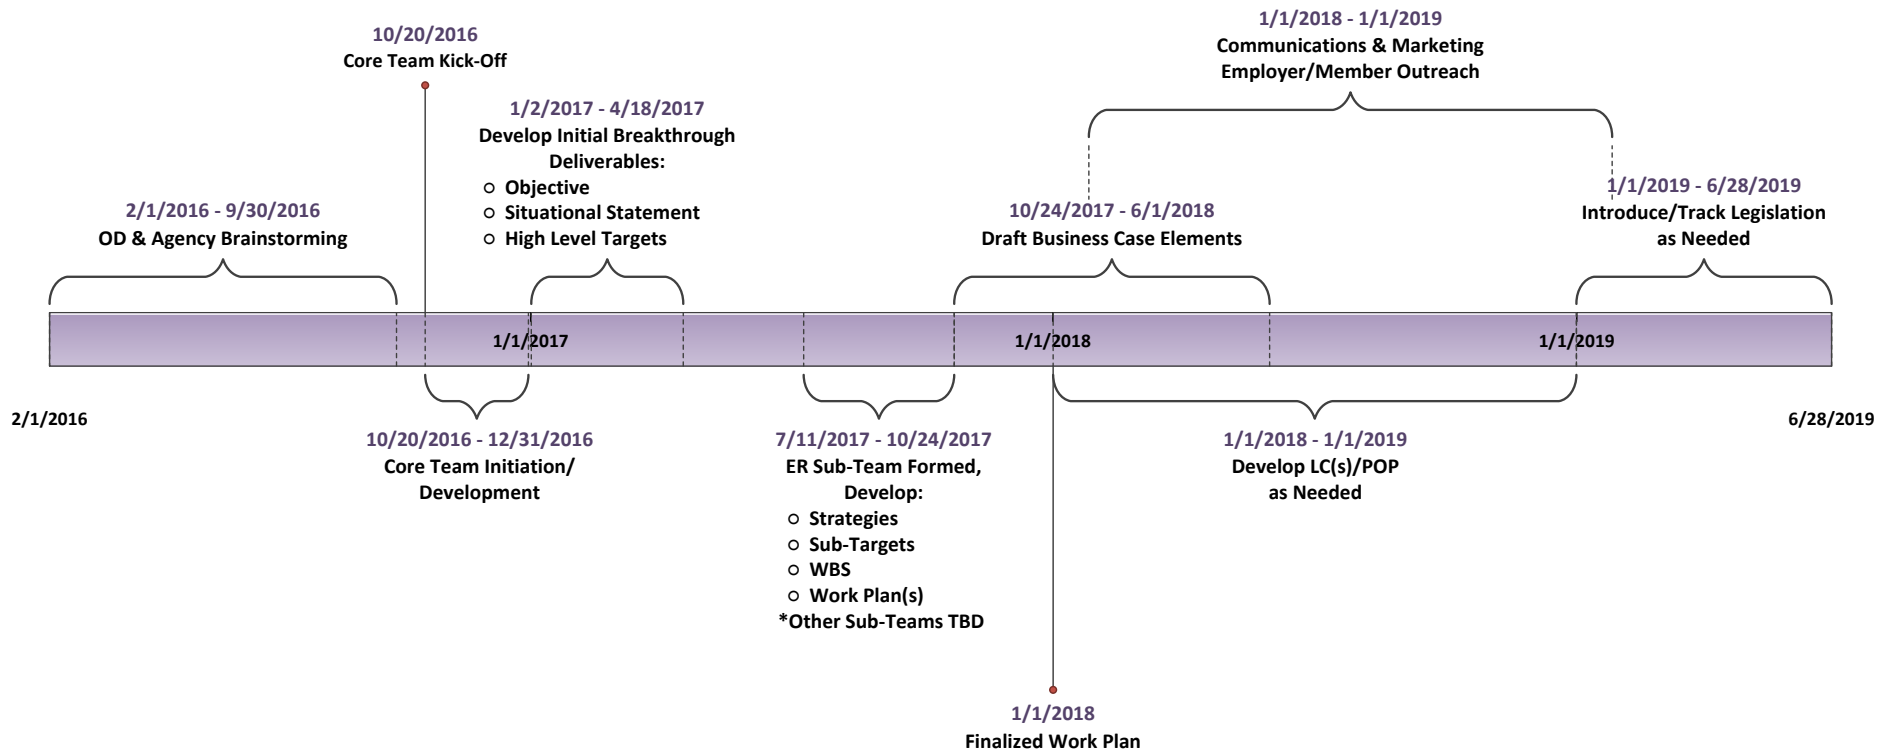 10/20/2016
Core Team Kick-Off
1/1/2018 - 1/1/2019
Communications & Marketing
Employer/Member Outreach
1/2/2017 - 4/18/2017
Develop Initial Breakthrough
Deliverables:
○ Objective
○ Situational Statement
○ High Level Targets
2/1/2016 - 9/30/2016
OD & Agency Brainstorming
10/24/2017 - 6/1/2018
Draft Business Case Elements
1/1/2019 - 6/28/2019
Introduce/Track Legislation
as Needed
1/1/2017
1/1/2018
1/1/2019
2/1/2016
6/28/2019
10/20/2016 - 12/31/2016
Core Team Initiation/
Development
7/11/2017 - 10/24/2017
ER Sub-Team Formed,
Develop:
○ Strategies
○ Sub-Targets
○ WBS
○ Work Plan(s)
*Other Sub-Teams TBD
1/1/2018 - 1/1/2019
Develop LC(s)/POP
as Needed
1/1/2018
Finalized Work Plan